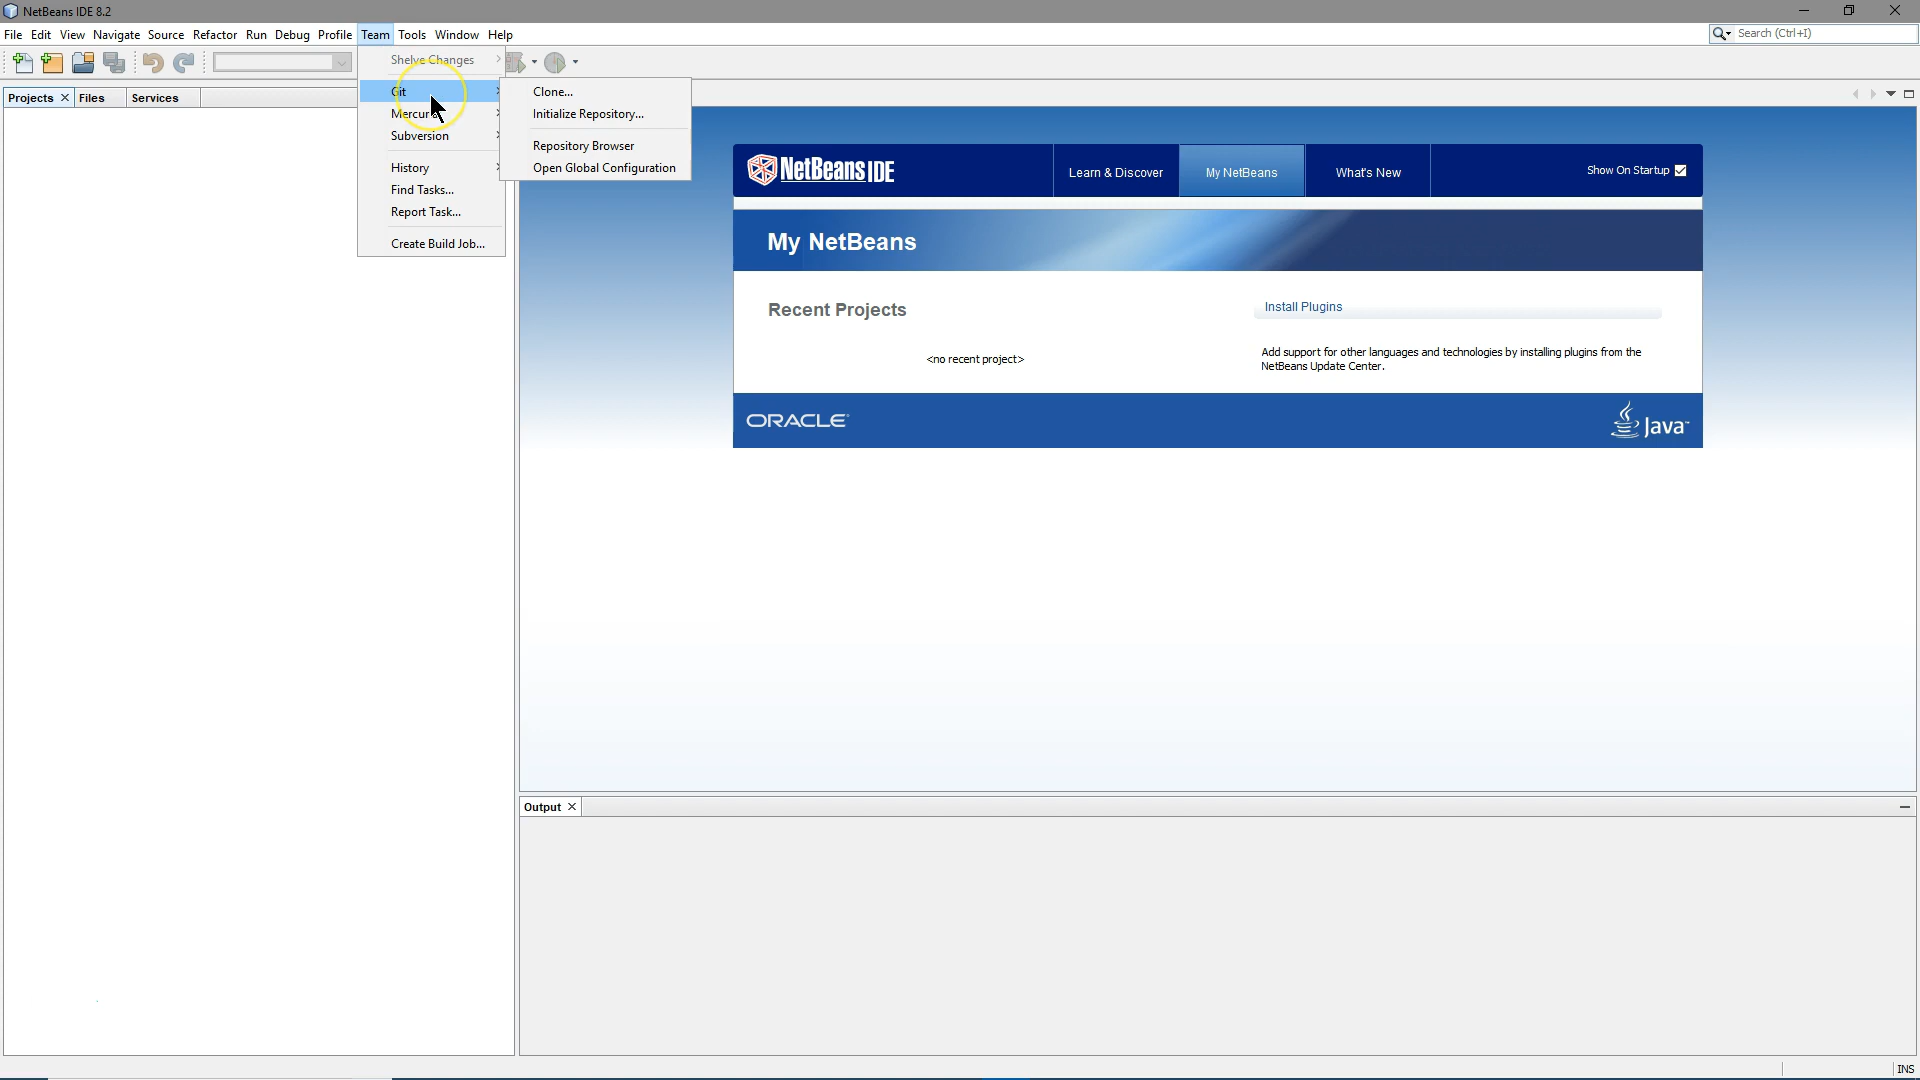 NetBeans IDE 8.2
File Edit View Navigate Source Refactor Run Debug Profile Team Tools Window Help
Search (Ctrl+I)
Shelve Changes
Projects Files Services
Git
Mercur
Subversion
History
Find Tasks...
Report Task...
Create Build Job...
Clone...
Initialize Repository...
Repository Browser
Open Global Configuration
NetBeans IDE
Learn & Discover
My NetBeans
What's New
Show On Startup
My NetBeans
Recent Projects
<no recent project>
Install Plugins
Add support for other languages and technologies by installing plugins from the
NetBeans Update Center.
ORACLE
Java
Output
INS